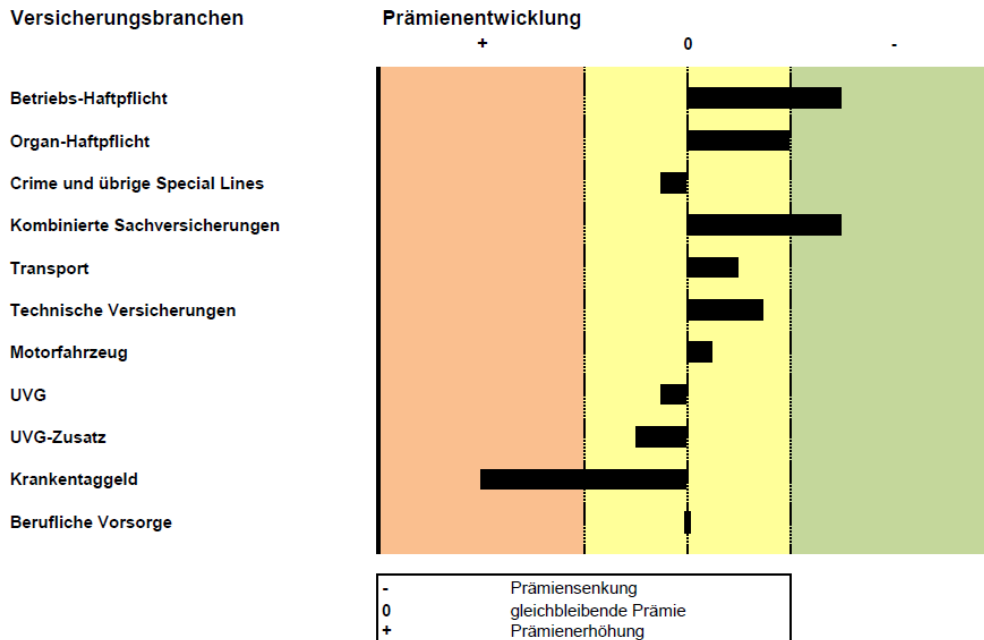 Versicherungsbranchen Prämienentwicklung
+ 0 -
Betriebs-Haftpflicht
Organ-Haftpflicht
Crime und übrige Special Lines
Kombinierte Sachversicherungen
Transport
Technische Versicherungen
Motorfahrzeug
UVG
UVG-Zusatz
Krankentaggeld
Berufliche Vorsorge
- Prämiensenkung
0 gleichbleibende Prämie
+ Prämienerhöhung